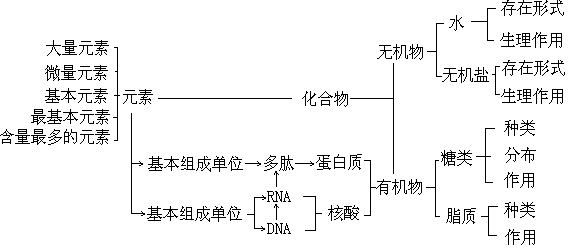 大量元素
微量元素
基本元素
最基本元素
含量最多的元素
元素
化合物
无机物
水
存在形式
生理作用
无机盐
存在形式
生理作用
基本组成单位
多肽
蛋白质
基本组成单位
RNA
DNA
核酸
有机物
糖类
种类
分布
作用
脂质
种类
作用